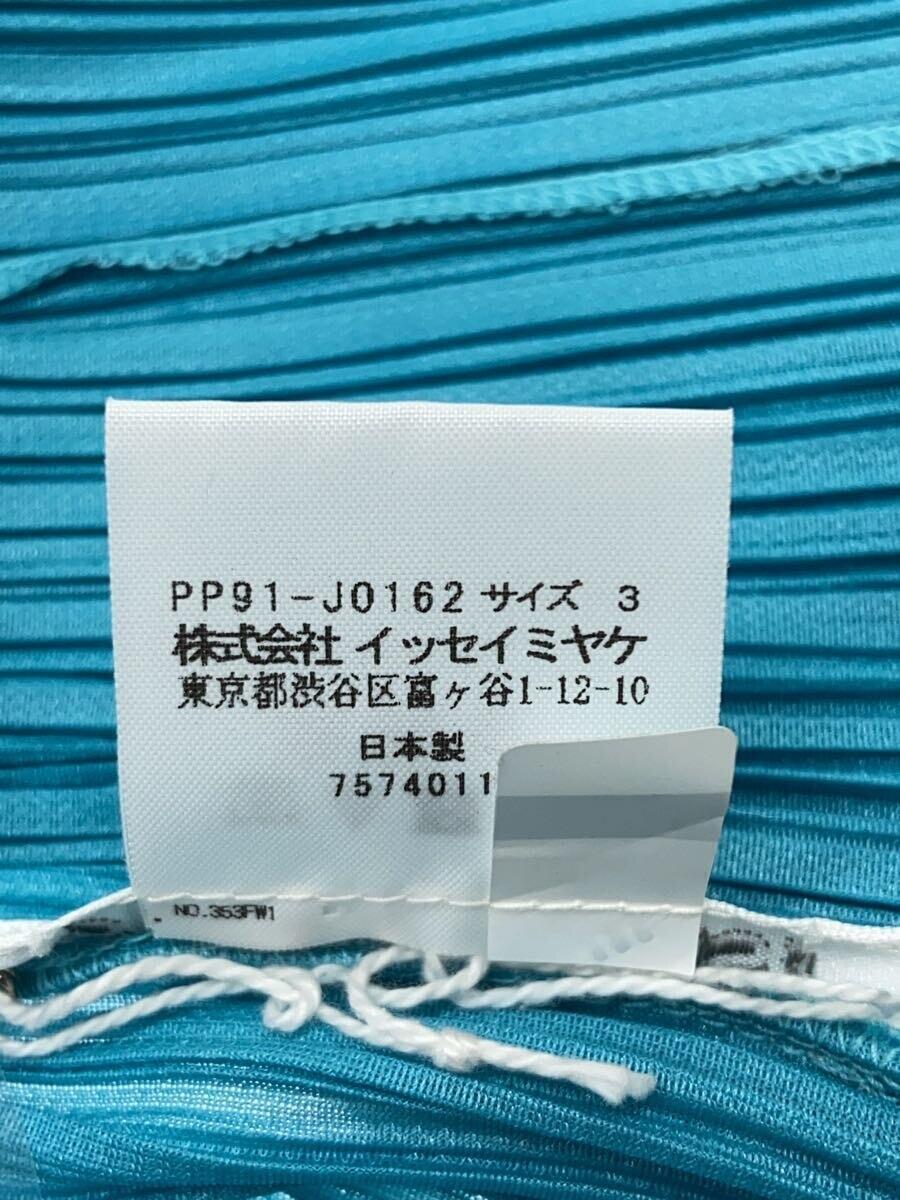 PP91-J0162 サイズ 3
株式会社 イッセイミヤケ
東京都渋谷区富ヶ谷1-12-10
日本製
7574011
NO.353FW1